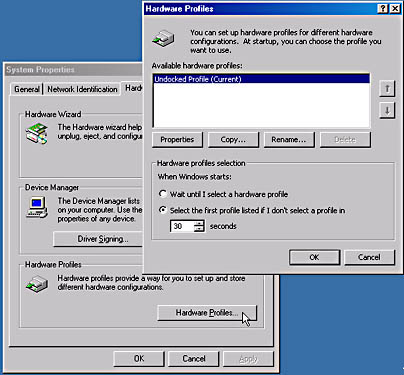 Hardware Profiles
You can set up hardware profiles for different hardware
configurations. At startup, you can choose the profile you
want to use.
Available hardware profiles:
Undocked Profile (Current)
Properties
Copy...
Rename...
Delete
Hardware profiles selection
When Windows starts:
Wait until I select a hardware profile
Select the first profile listed if I don't select a profile in
30 seconds
OK
Cancel
System Properties
General
Network Identification
Hard
Hardware Wizard
The Hardware wizard help
unplug, eject, and configu
Device Manager
The Device Manager lists
on your computer. Use the
properties of any device.
Driver Signing...
Hardware Profiles
Hardware profiles provide a way for you to set up and store
different hardware configurations.
Hardware Profiles...
OK
Cancel
Apply